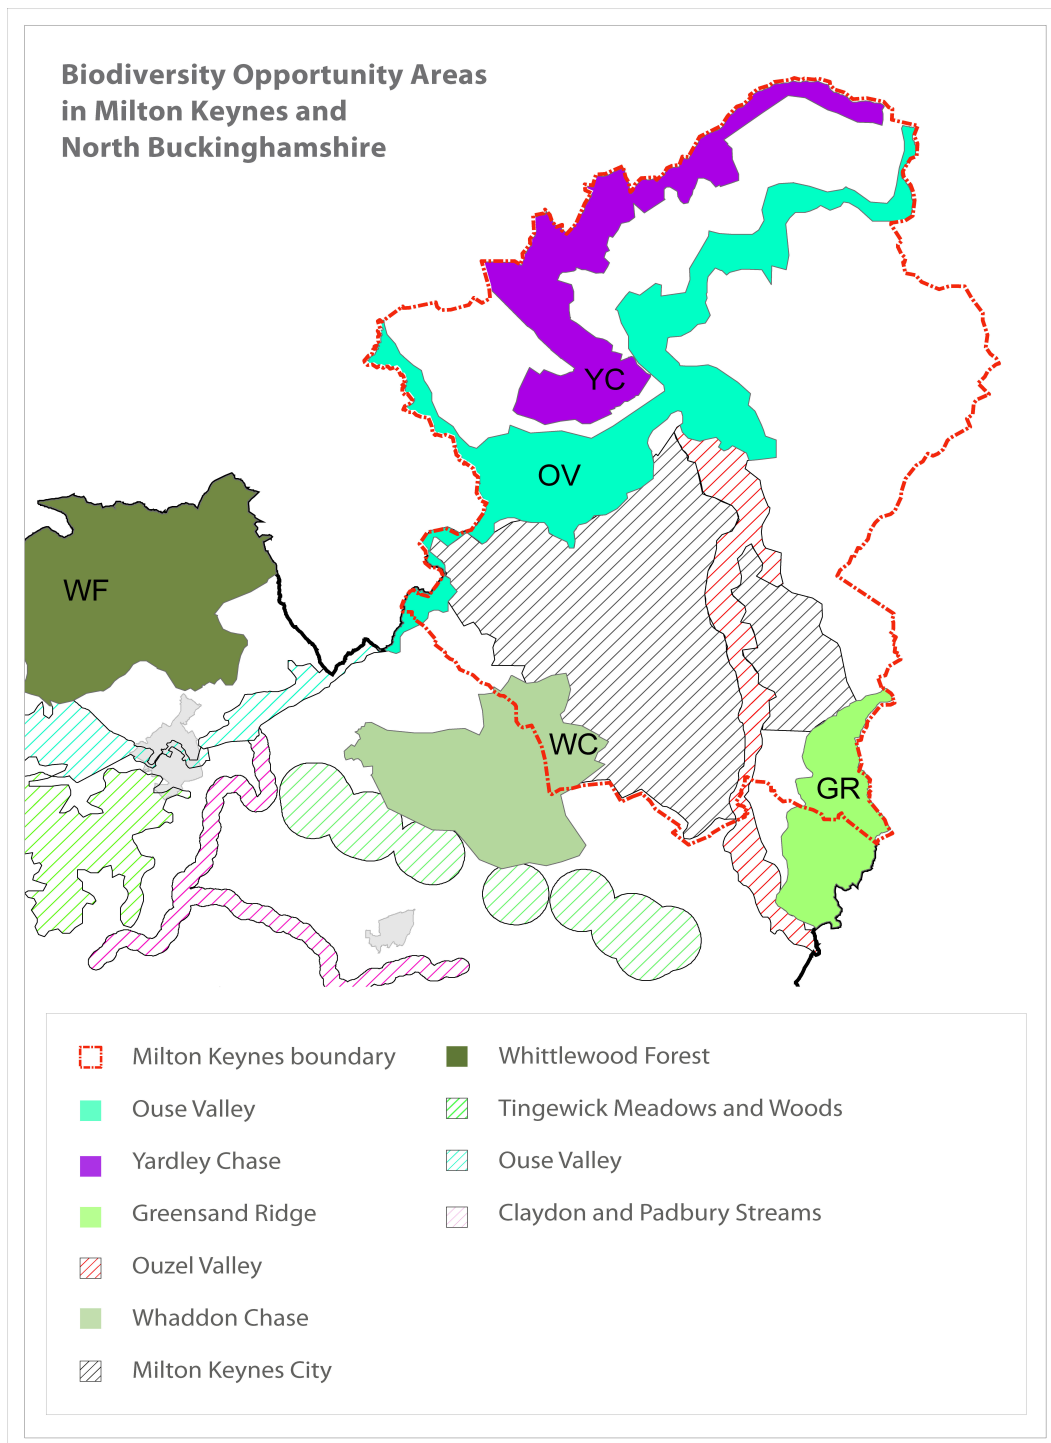 Biodiversity Opportunity Areas
in Milton Keynes and
North Buckinghamshire
YC
OV
WF
WC
GR
Milton Keynes boundary
Ouse Valley
Yardley Chase
Greensand Ridge
Ouzel Valley
Whaddon Chase
Milton Keynes City
Whittlewood Forest
Tingewick Meadows and Woods
Ouse Valley
Claydon and Padbury Streams